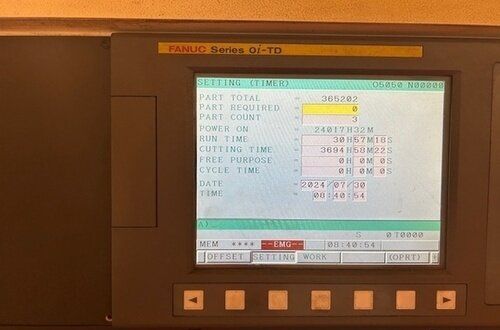 FANUC Series 0i-TD
SETTING (TIMER) O5050 N00000
PART TOTAL = 365202
PART REQUIRED = 0
PART COUNT = 3
POWER ON = 24017H32M
RUN TIME = 30H57M18S
CUTTING TIME = 3694H58M22S
FREE PURPOSE = 0H 0M 0S
CYCLE TIME = 0H 0M 0S
DATE = 2024/07/30
TIME = 08:40:54
A)
S 0T0000
MEM **** --EMG-- 08:40:54
OFFSET SETTING WORK (OPRT)